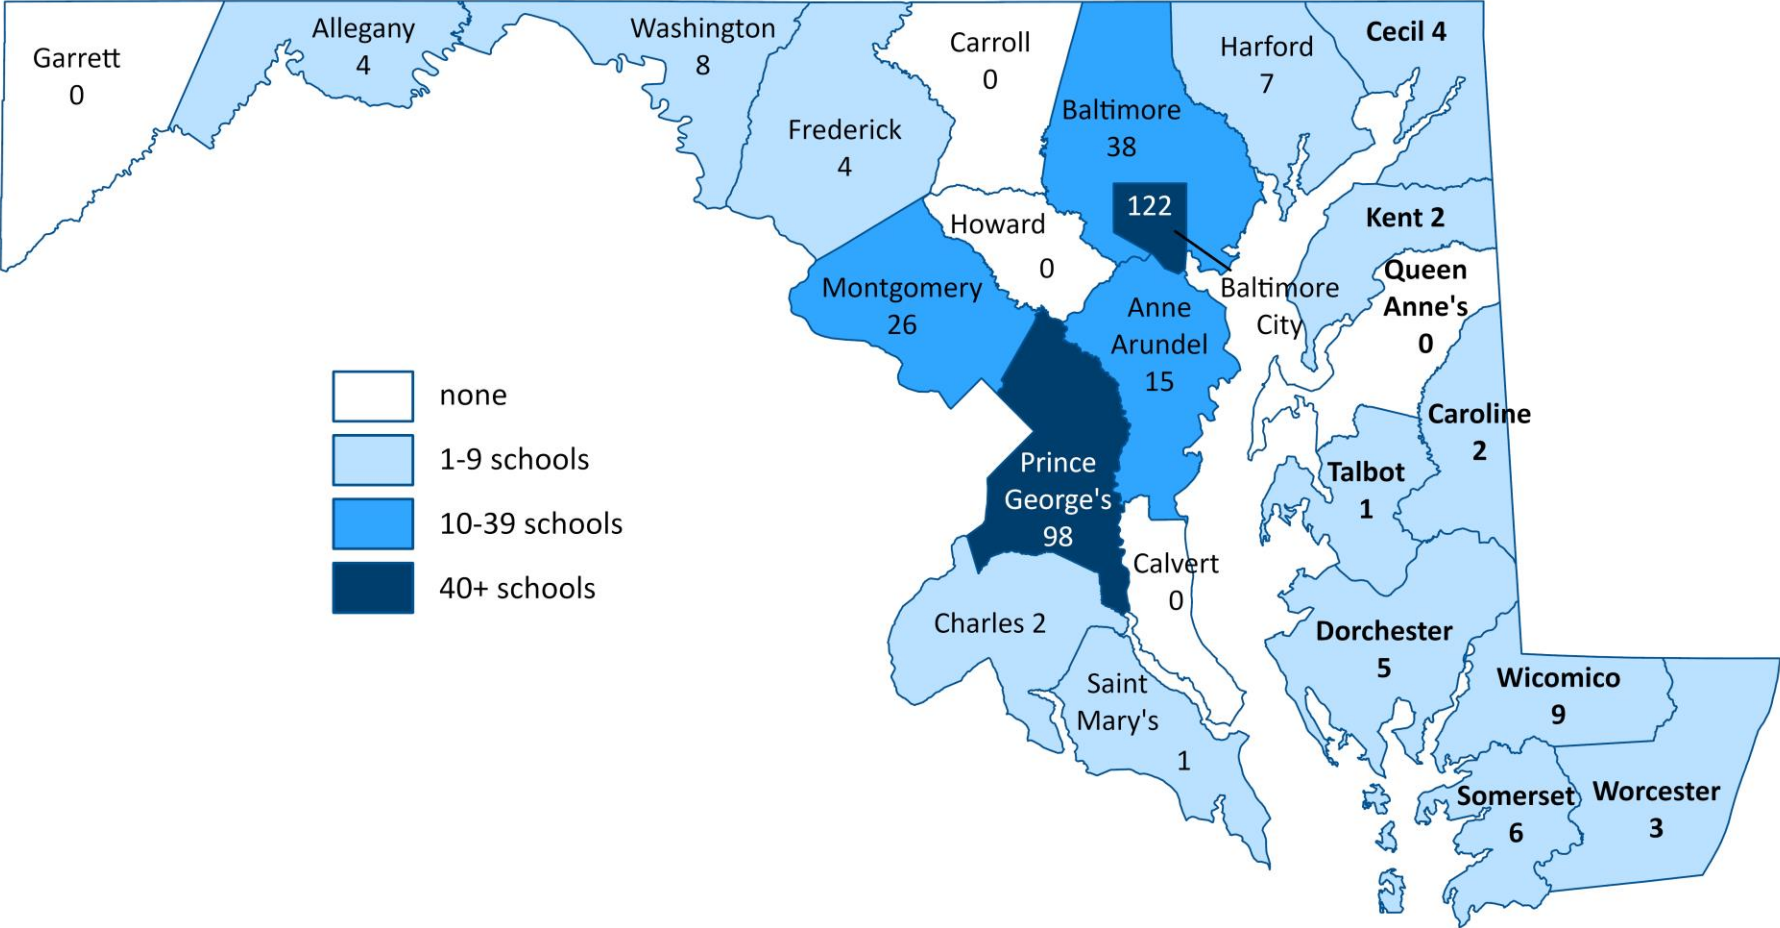 Garrett
0
Allegany
4
Washington
8
Frederick
4
Carroll
0
Baltimore
38
122
Baltimore
City
Harford
7
Cecil 4
Kent 2
Queen
Anne's
0
Howard
0
Montgomery
26
Anne
Arundel
15
Prince
George's
98
Calvert
0
Charles 2
Saint
Mary's
1
Caroline
2
Talbot
1
Dorchester
5
Wicomico
9
Somerset
6
Worcester
3
none
1-9 schools
10-39 schools
40+ schools